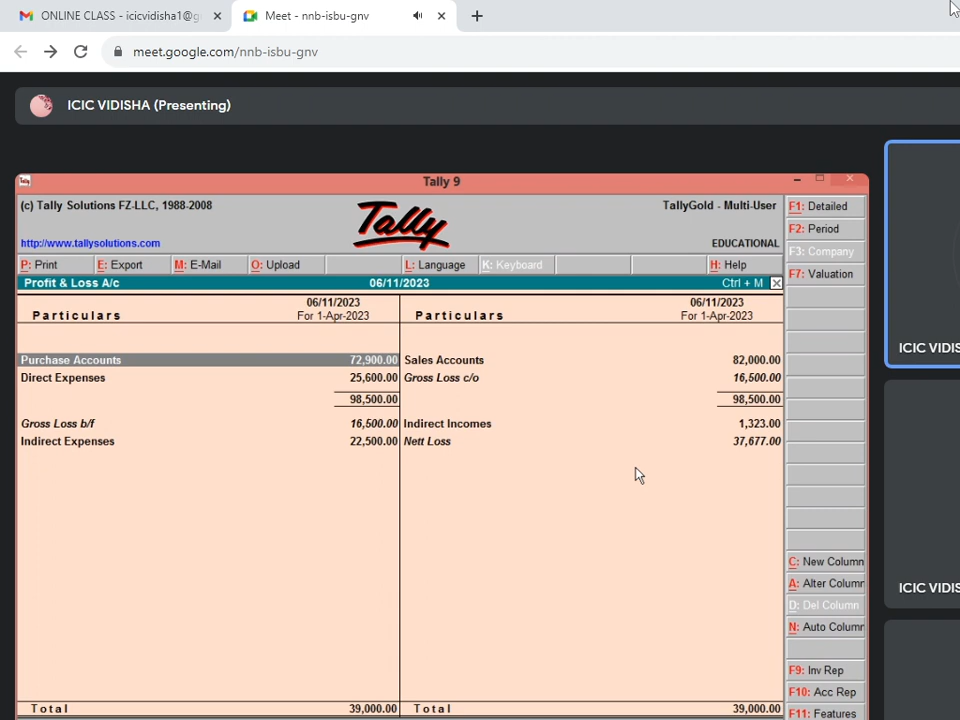 ONLINE CLASS - icicvidisha1@g
Meet - nnb-isbu-gnv
meet.google.com/nnb-isbu-gnv
ICIC VIDISHA (Presenting)
Tally 9
(c) Tally Solutions FZ-LLC, 1988-2008
Tally
TallyGold - Multi-User
http://www.tallysolutions.com
EDUCATIONAL
P: Print E: Export M: E-Mail O: Upload L: Language K: Keyboard H: Help
Profit & Loss A/c 06/11/2023 Ctrl + M
06/11/2023 06/11/2023
Particulars For 1-Apr-2023 Particulars For 1-Apr-2023
Purchase Accounts 72,900.00 Sales Accounts 82,000.00
Direct Expenses 25,600.00 Gross Loss c/o 16,500.00
98,500.00 98,500.00
Gross Loss b/f 16,500.00 Indirect Incomes 1,323.00
Indirect Expenses 22,500.00 Nett Loss 37,677.00
Total 39,000.00 Total 39,000.00
F1: Detailed
F2: Period
F3: Company
F7: Valuation
C: New Column
A: Alter Column
D: Del Column
N: Auto Column
F9: Inv Rep
F10: Acc Rep
F11: Features
ICIC VIDIS
ICIC VIDIS